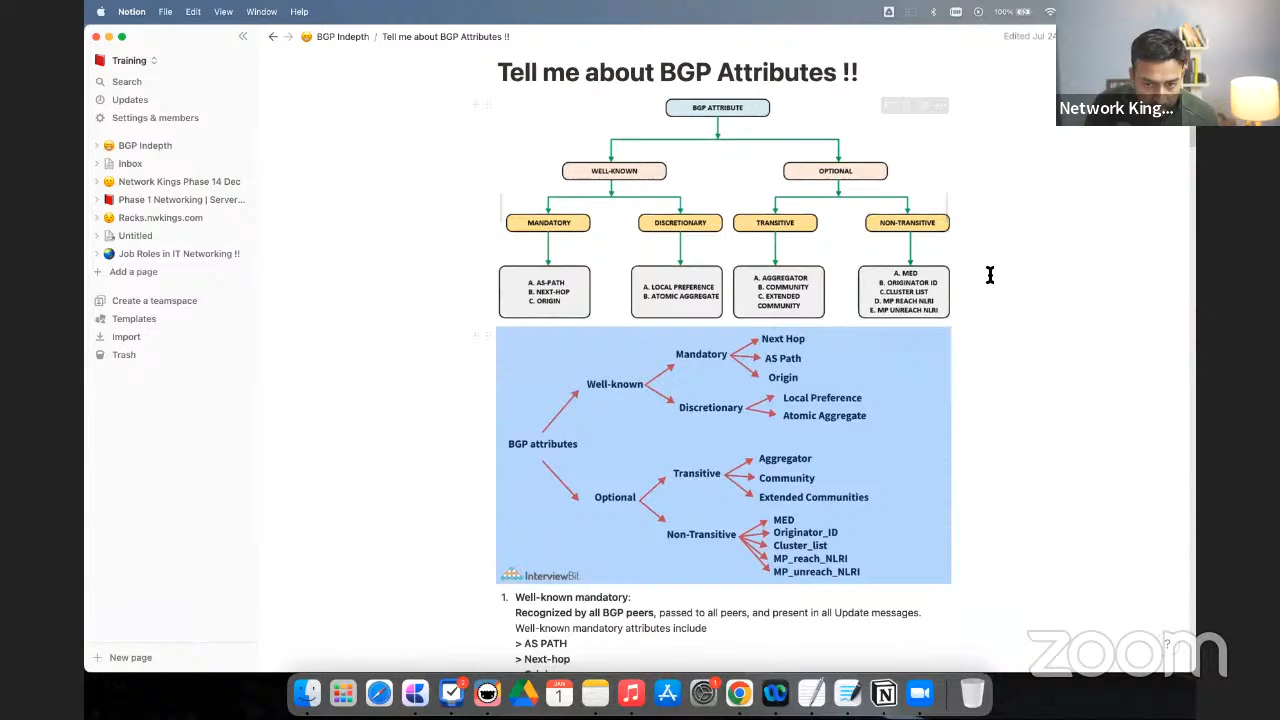 Notion File Edit View Window Help 100%
BGP Indepth / Tell me about BGP Attributes !! Edited Jul 24
Training
Search
Updates
Settings & members
BGP Indepth
Inbox
Network Kings Phase 14 Dec
Phase 1 Networking | Server...
Racks.nwkings.com
Untitled
Job Roles in IT Networking !!
Add a page
Create a teamspace
Templates
Import
Trash
New page
Network King...
Tell me about BGP Attributes !!
BGP ATTRIBUTE
WELL-KNOWN OPTIONAL
MANDATORY DISCRETIONARY TRANSITIVE NON-TRANSITIVE
A. AS-PATH
B. NEXT-HOP
C. ORIGIN
A. LOCAL PREFERENCE
B. ATOMIC AGGREGATE
A. AGGREGATOR
B. COMMUNITY
C. EXTENDED
COMMUNITY
A. MED
B. ORIGINATOR ID
C.CLUSTER LIST
D. MP REACH NLRI
E. MP UNREACH NLRI
BGP attributes
Well-known
Mandatory
Next Hop
AS Path
Origin
Discretionary
Local Preference
Atomic Aggregate
Optional
Transitive
Aggregator
Community
Extended Communities
Non-Transitive
MED
Originator_ID
Cluster_list
MP_reach_NLRI
MP_unreach_NLRI
InterviewBit
1. Well-known mandatory:
Recognized by all BGP peers, passed to all peers, and present in all Update messages.
Well-known mandatory attributes include
> AS PATH
> Next-hop
zoom
JAN
1
2
1
?